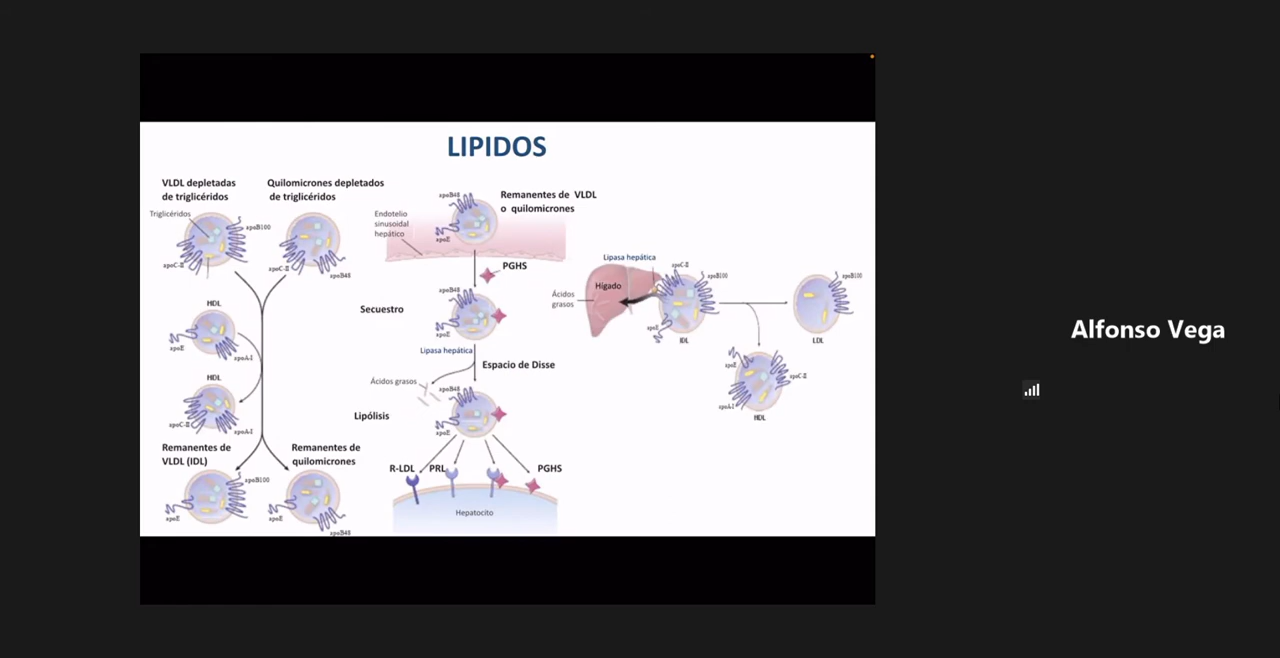 LIPIDOS
VLDL depletadas
de triglicéridos
Quilomicrones depletados
de triglicéridos
Triglicéridos
apoB100
apoC-II
apoC-II
apoB48
HDL
apoE
apoA-I
HDL
apoC-II
apoA-I
Remanentes de
VLDL (IDL)
Remanentes de
quilomicrones
apoB100
apoE
apoE
apoB48
apoB48
Remanentes de VLDL
o quilomicrones
Endotelio
sinusoidal
hepático
apoE
PGHS
apoB48
Secuestro
apoE
Lipasa hepática
Espacio de Disse
Ácidos grasos
apoB48
Lipólisis
apoE
R-LDL
PRL
PGHS
Hepatocito
Lipasa hepática
apoC-II
apoB100
Hígado
Ácidos
grasos
apoE
IDL
apoB100
LDL
apoE
apoC-II
apoA-I
HDL
Alfonso Vega